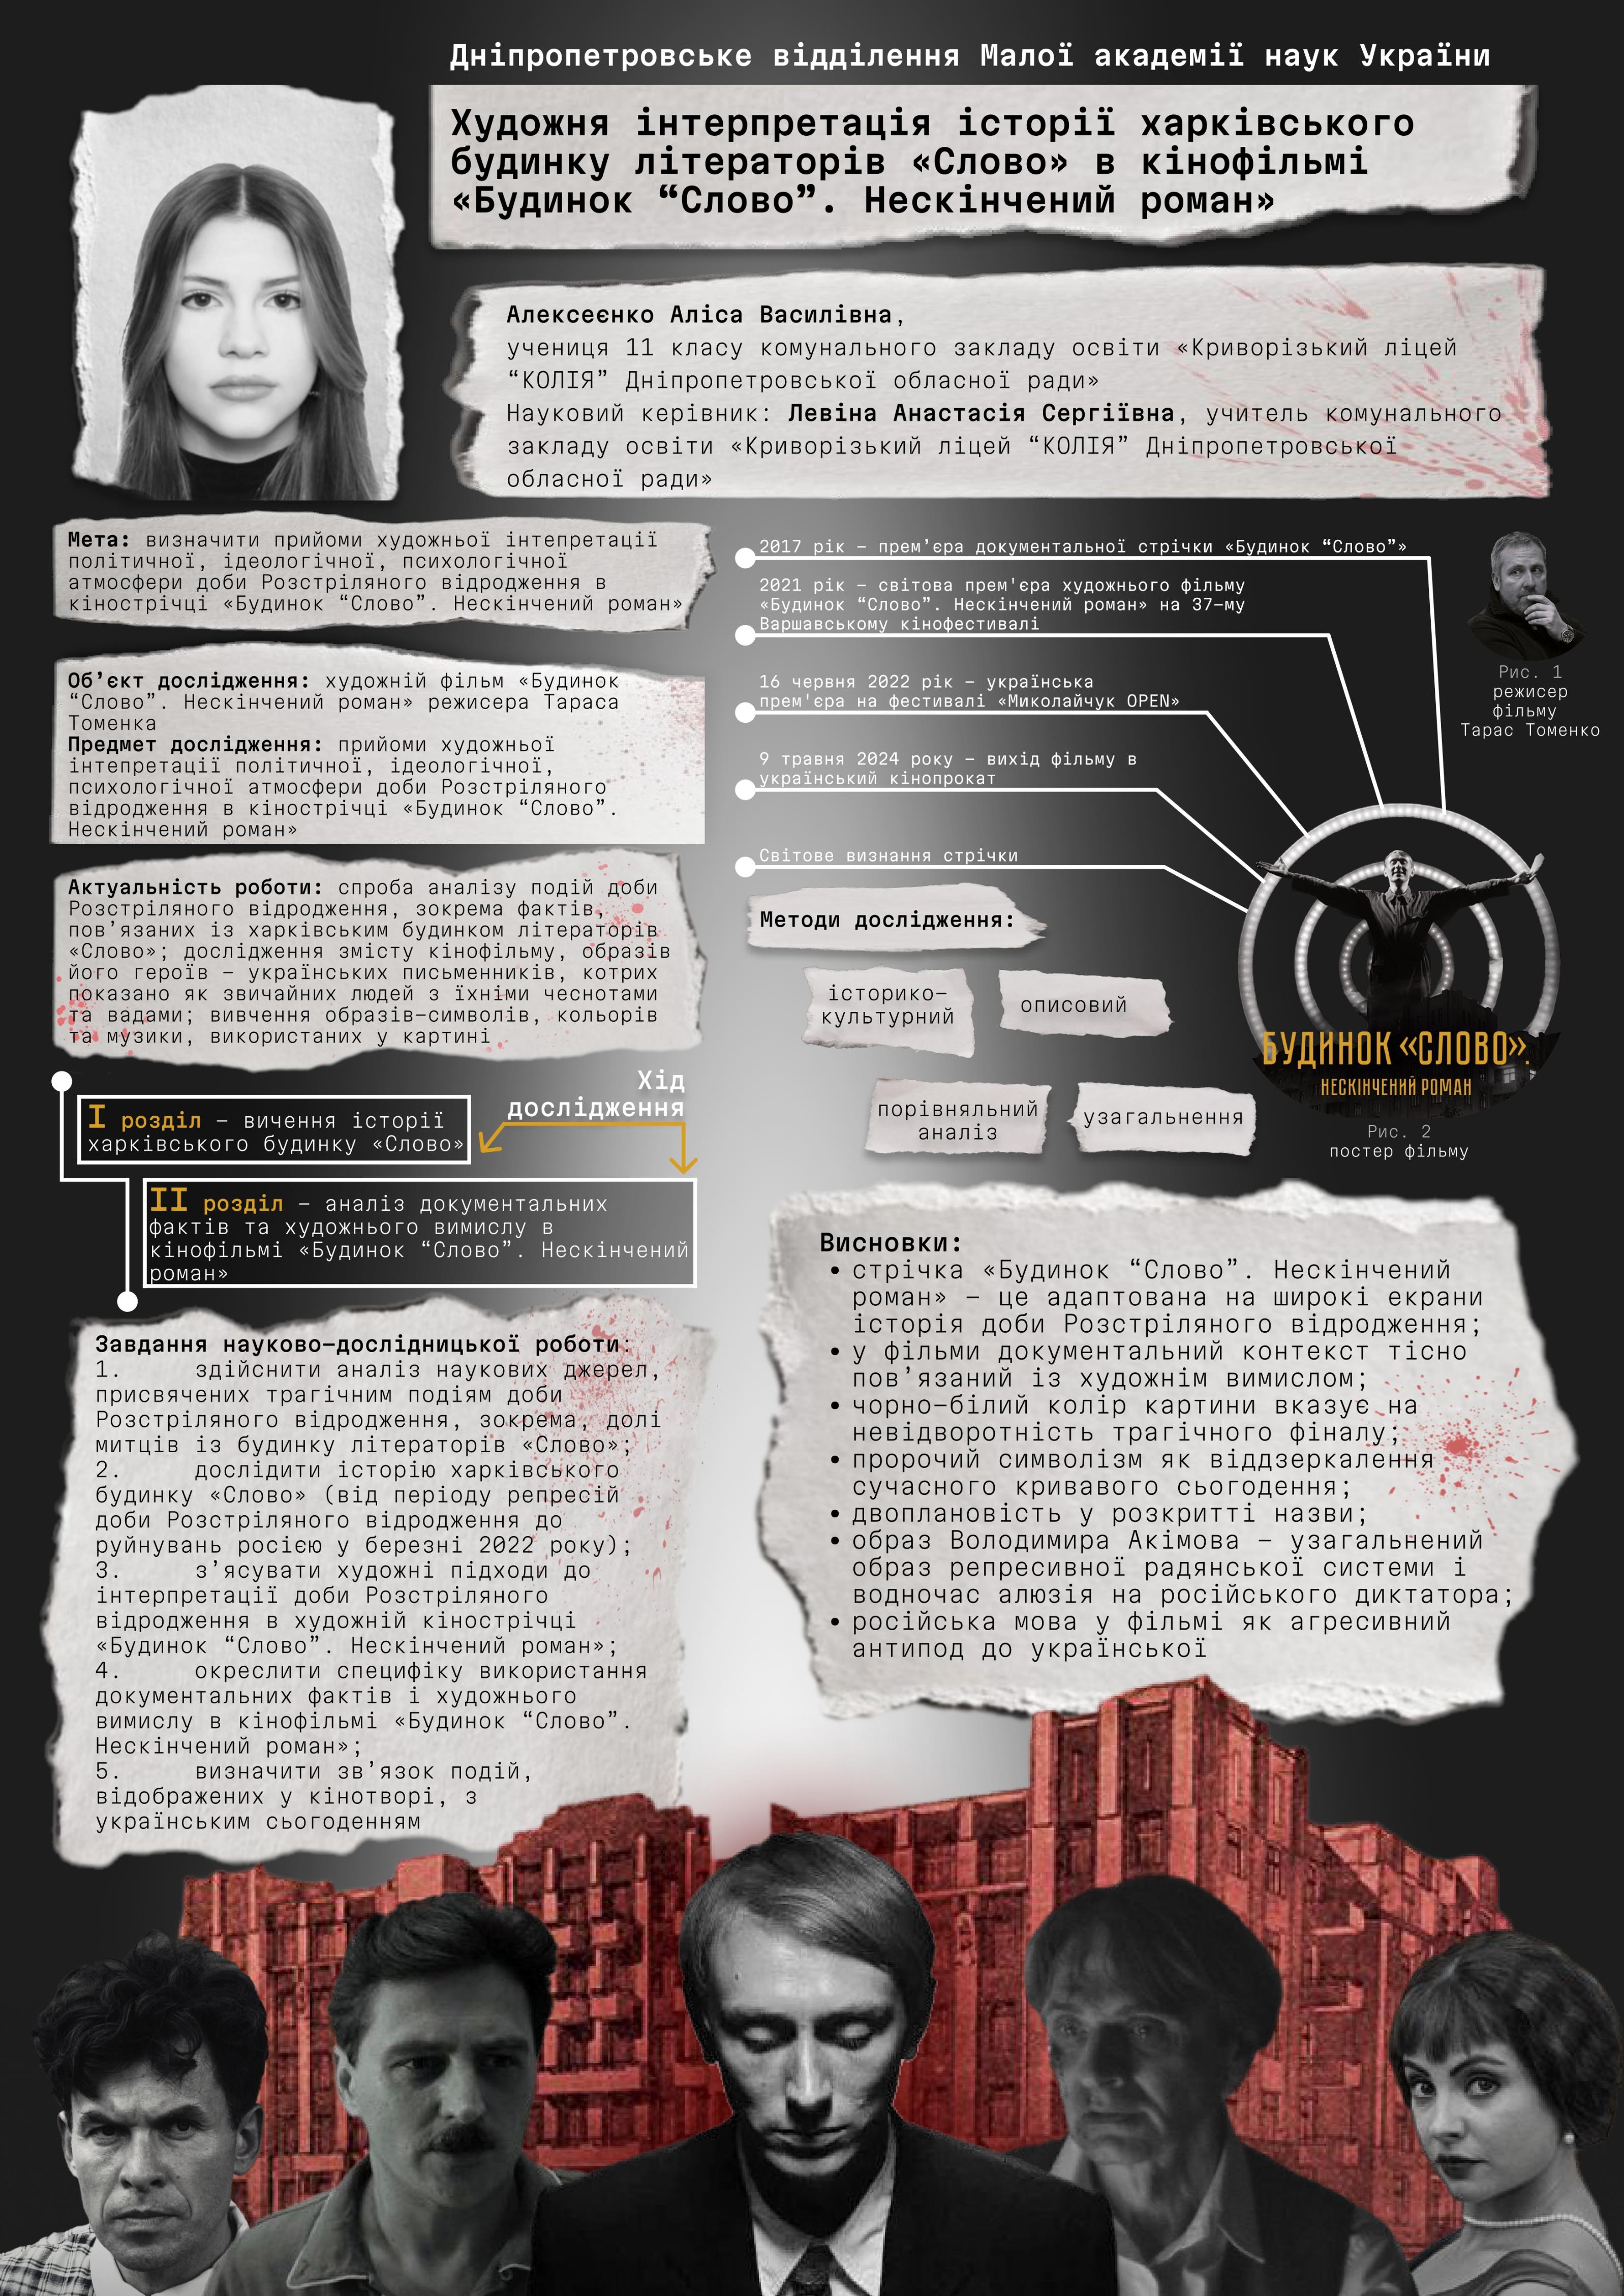 Дніпропетровське відділення Малої академії наук України
Художня інтерпретація історії харківського
будинку літераторів «Слово» в кінофільмі
«Будинок “Слово”. Нескінчений роман»
Алексеєнко Аліса Василівна,
учениця 11 класу комунального закладу освіти «Криворізький ліцей
“КОЛІЯ” Дніпропетровської обласної ради»
Науковий керівник: Левіна Анастасія Сергіївна, учитель комунального
закладу освіти «Криворізький ліцей “КОЛІЯ” Дніпропетровської
обласної ради»
Мета: визначити прийоми художньої інтепретації
політичної, ідеологічної, психологічної
атмосфери доби Розстріляного відродження в
кінострічці «Будинок “Слово”. Нескінчений роман»
Об’єкт дослідження: художній фільм «Будинок
“Слово”. Нескінчений роман» режисера Тараса
Томенка
Предмет дослідження: прийоми художньої
інтепретації політичної, ідеологічної,
психологічної атмосфери доби Розстріляного
відродження в кінострічці «Будинок “Слово”.
Нескінчений роман»
Актуальність роботи: спроба аналізу подій доби
Розстріляного відродження, зокрема фактів,
пов’язаних із харківським будинком літераторів
«Слово»; дослідження змісту кінофільму, образів
його героїв – українських письменників, котрих
показано як звичайних людей з їхніми чеснотами
та вадами; вивчення образів-символів, кольорів
та музики, використаних у картині
2017 рік – прем’єра документальної стрічки «Будинок “Слово”»
2021 рік – світова прем'єра художнього фільму
«Будинок “Слово”. Нескінчений роман» на 37-му
Варшавському кінофестивалі
16 червня 2022 рік – українська
прем'єра на фестивалі «Миколайчук OPEN»
9 травня 2024 року – вихід фільму в
український кінопрокат
Світове визнання стрічки
Рис. 1
режисер
фільму
Тарас Томенко
БУДИНОК «СЛОВО».
НЕСКІНЧЕНИЙ РОМАН
Рис. 2
постер фільму
Методи дослідження:
історико-
культурний
описовий
порівняльний
аналіз
узагальнення
Хід
дослідження
I розділ – вичення історії
харківського будинку «Слово»
II розділ – аналіз документальних
фактів та художнього вимислу в
кінофільмі «Будинок “Слово”. Нескінчений
роман»
Завдання науково-дослідницької роботи:
1. здійснити аналіз наукових джерел,
присвячених трагічним подіям доби
Розстріляного відродження, зокрема, долі
митців із будинку літераторів «Слово»;
2. дослідити історію харківського
будинку «Слово» (від періоду репресій
доби Розстріляного відродження до
руйнувань росією у березні 2022 року);
3. з’ясувати художні підходи до
інтерпретації доби Розстріляного
відродження в художній кінострічці
«Будинок “Слово”. Нескінчений роман»;
4. окреслити специфіку використання
документальних фактів і художнього
вимислу в кінофільмі «Будинок “Слово”.
Нескінчений роман»;
5. визначити зв’язок подій,
відображених у кінотворі, з
українським сьогоденням
Висновки:
• стрічка «Будинок “Слово”. Нескінчений
роман» – це адаптована на широкі екрани
історія доби Розстріляного відродження;
• у фільми документальний контекст тісно
пов’язаний із художнім вимислом;
• чорно-білий колір картини вказує на
невідворотність трагічного фіналу;
• пророчий символізм як віддзеркалення
сучасного кривавого сьогодення;
• двоплановість у розкритті назви;
• образ Володимира Акімова – узагальнений
образ репресивної радянської системи і
водночас алюзія на російського диктатора;
• російська мова у фільмі як агресивний
антипод до української